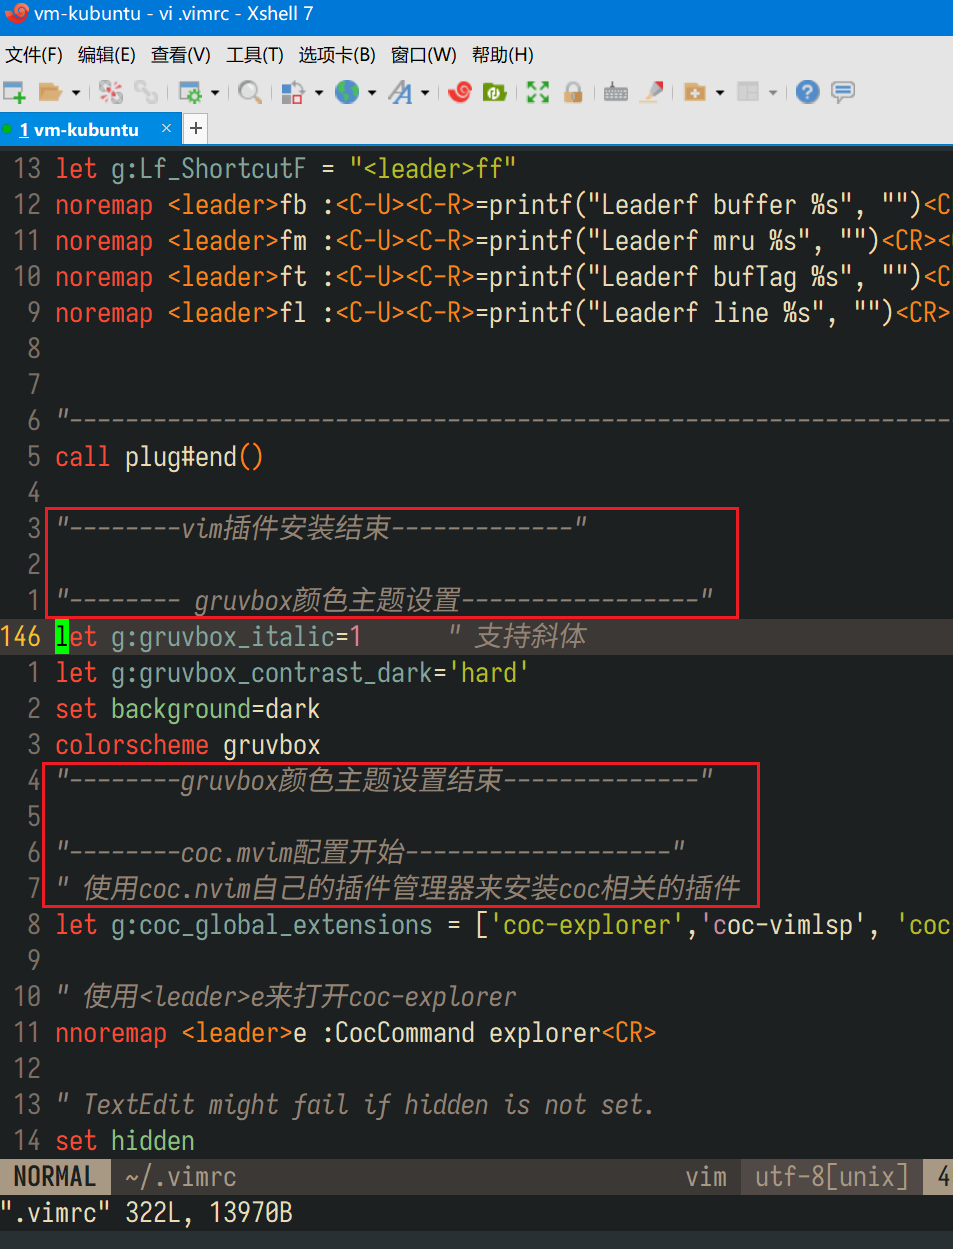 vm-kubuntu - vi .vimrc - Xshell 7
文件(F) 编辑(E) 查看(V) 工具(T) 选项卡(B) 窗口(W) 帮助(H)
1 vm-kubuntu × +
13 let g:Lf_ShortcutF = "<leader>ff"
12 noremap <leader>fb :<C-U><C-R>=printf("Leaderf buffer %s", "")<C
11 noremap <leader>fm :<C-U><C-R>=printf("Leaderf mru %s", "")<CR><
10 noremap <leader>ft :<C-U><C-R>=printf("Leaderf bufTag %s", "")<C
9 noremap <leader>fl :<C-U><C-R>=printf("Leaderf line %s", "")<CR>
8
7
6 "---------------------------------------------------------------
5 call plug#end()
4
3 "--------vim插件安装结束-------------"
2
1 "-------- gruvbox颜色主题设置-----------------"
146 let g:gruvbox_italic=1 " 支持斜体
1 let g:gruvbox_contrast_dark='hard'
2 set background=dark
3 colorscheme gruvbox
4 "--------gruvbox颜色主题设置结束--------------"
5
6 "--------coc.mvim配置开始-------------------"
7 " 使用coc.nvim自己的插件管理器来安装coc相关的插件
8 let g:coc_global_extensions = ['coc-explorer','coc-vimlsp', 'coc
9
10 " 使用<leader>e来打开coc-explorer
11 nnoremap <leader>e :CocCommand explorer<CR>
12
13 " TextEdit might fail if hidden is not set.
14 set hidden
NORMAL ~/.vimrc vim utf-8[unix] 4
".vimrc" 322L, 13970B